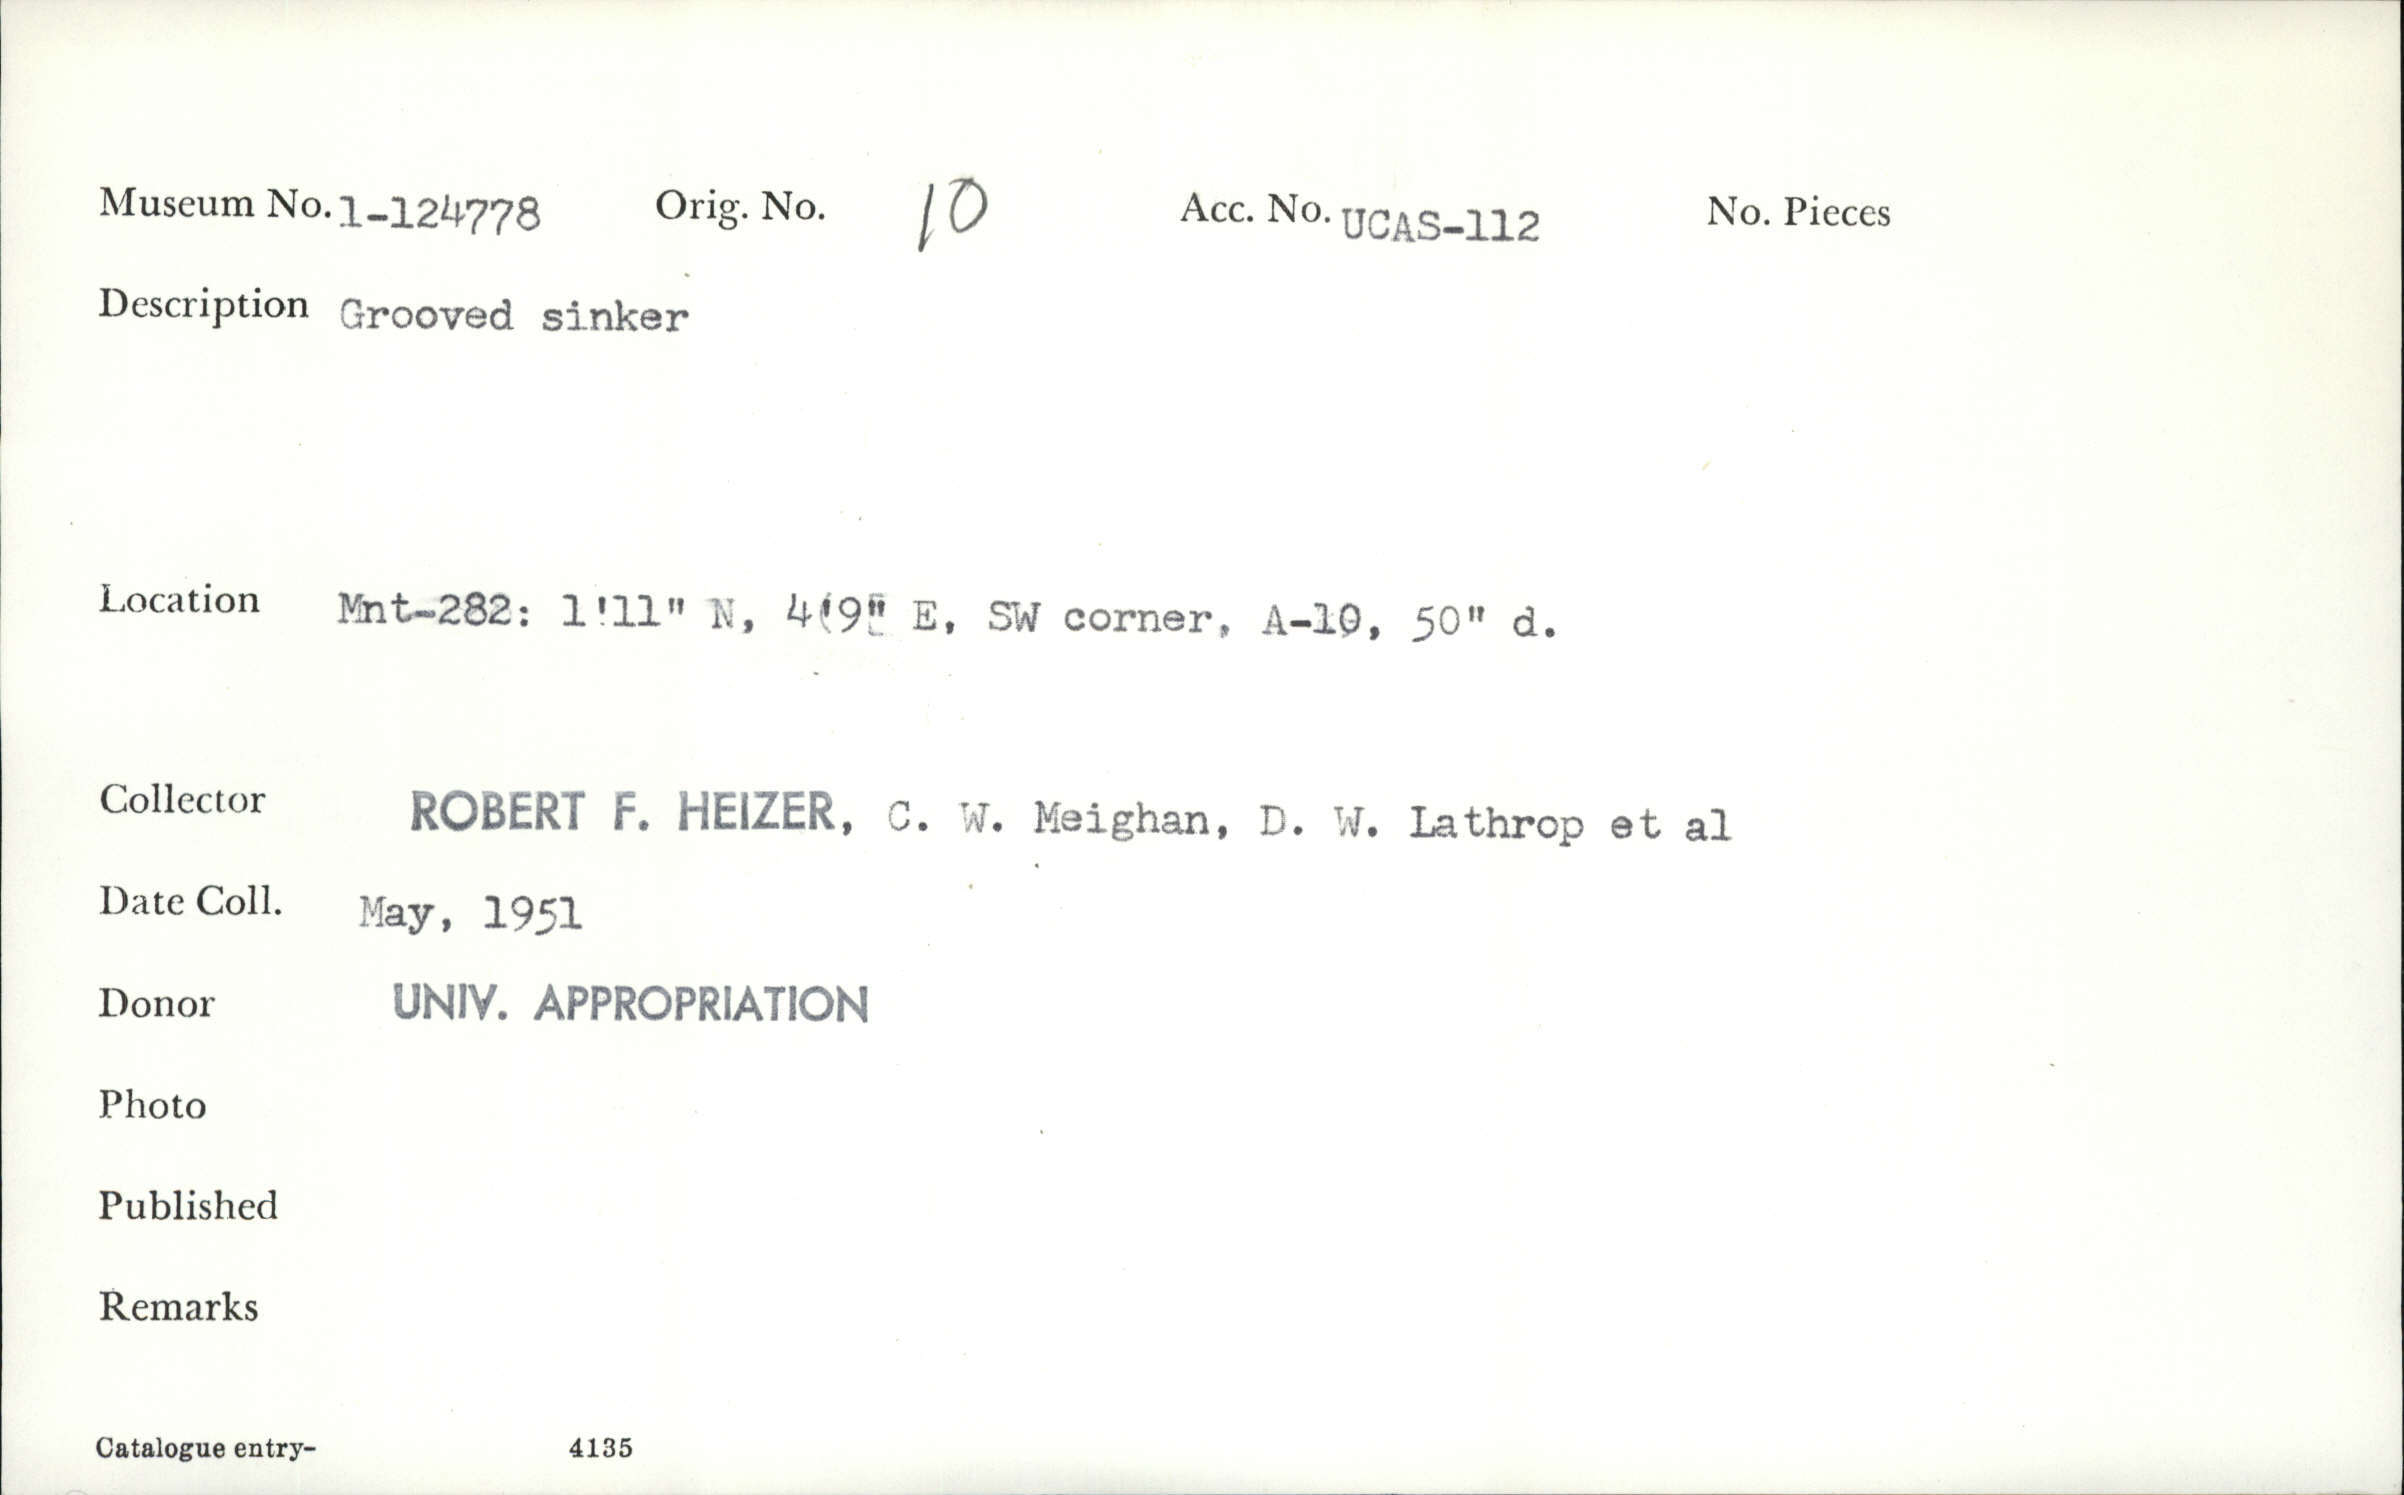 Museum No. 1-124778 Orig. No. 10 Acc. No. UCAS-112 No. Pieces
Description Grooved sinker
Location Mnt-282: 1'11" N, 4'9" E, SW corner, A-10, 50" d.
Collector ROBERT F. HEIZER, C. W. Meighan, D. W. Lathrop et al
Date Coll. May, 1951
Donor UNIV. APPROPRIATION
Photo
Published
Remarks
Catalogue entry- 4135